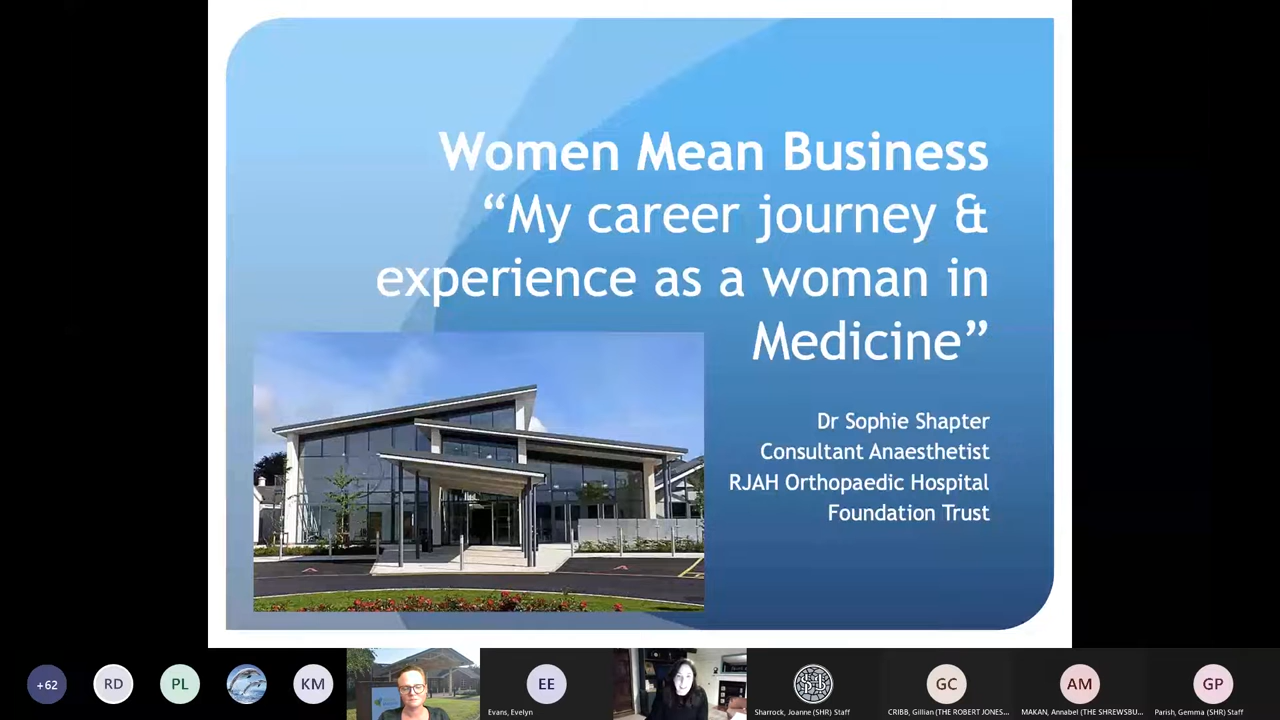 Women Mean Business
“My career journey &
experience as a woman in
Medicine”
Dr Sophie Shapter
Consultant Anaesthetist
RJAH Orthopaedic Hospital
Foundation Trust
+62
RD
PL
KM
EE
Evans, Evelyn
Sharrock, Joanne (SHR) Staff
GC
CRIBB, Gillian (THE ROBERT JONES...
AM
MAKAN, Annabel (THE SHREWSBU...
GP
Parish, Gemma (SHR) Staff